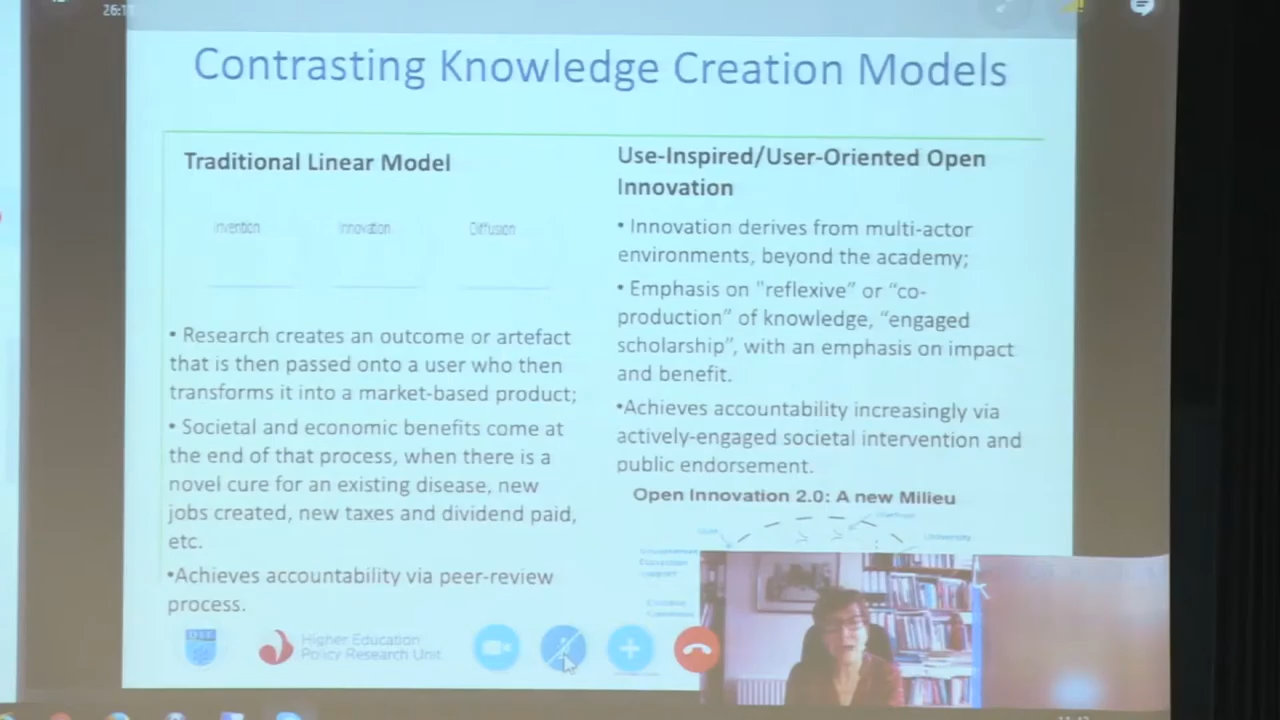 Contrasting Knowledge Creation Models
Traditional Linear Model
Invention
Innovation
Diffusion
• Research creates an outcome or artefact
that is then passed onto a user who then
transforms it into a market-based product;
• Societal and economic benefits come at
the end of that process, when there is a
novel cure for an existing disease, new
jobs created, new taxes and dividend paid,
etc.
•Achieves accountability via peer-review
process.
Use-Inspired/User-Oriented Open
Innovation
• Innovation derives from multi-actor
environments, beyond the academy;
• Emphasis on "reflexive” or “co-
production” of knowledge, “engaged
scholarship”, with an emphasis on impact
and benefit.
•Achieves accountability increasingly via
actively-engaged societal intervention and
public endorsement.
Open Innovation 2.0: A new Milieu
University
Higher Education
Policy Research Unit